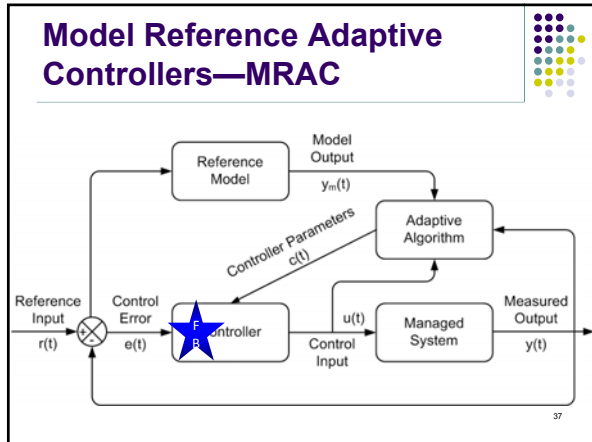 Model Reference Adaptive
Controllers—MRAC
Model
Output
Reference
Model
yₘ(t)
Adaptive
Algorithm
Controller Parameters
c(t)
Reference
Input
r(t)
+
-
Control
Error
e(t)
F
B
ontroller
u(t)
Control
Input
Managed
System
Measured
Output
y(t)
37